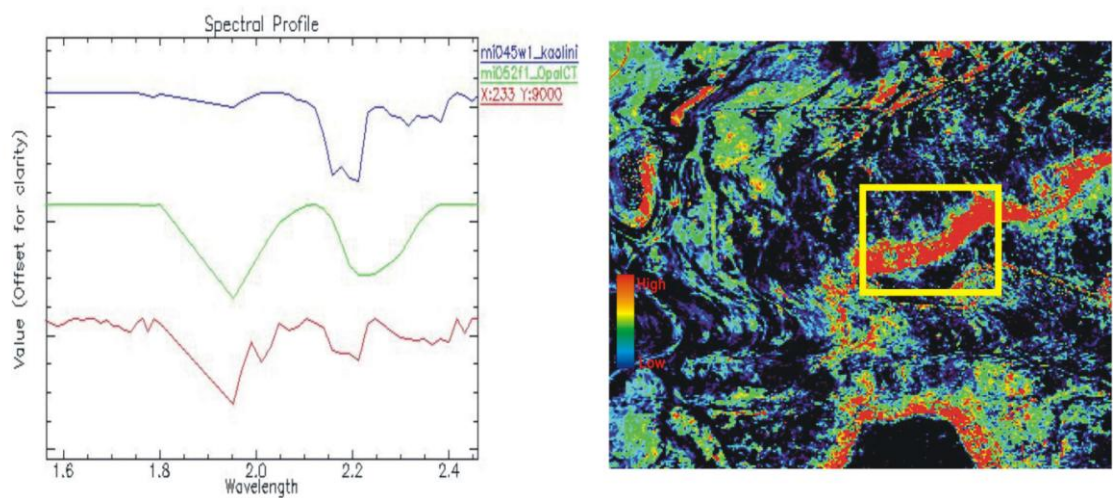 Spectral Profile
mi045w1_kaolini
mi052f1_OpalCT
X:233 Y:9000
Value (Offset for clarity)
1.6 1.8 2.0 2.2 2.4
Wavelength
High
Low